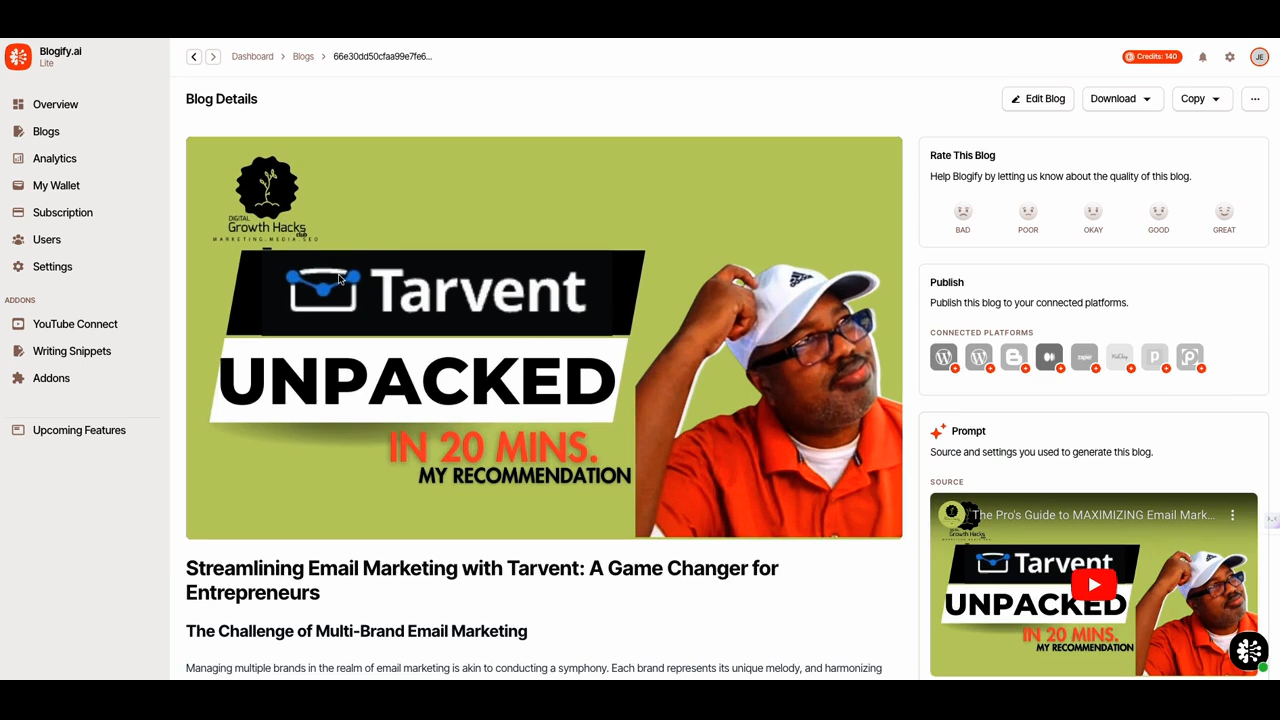 Blogify.ai
Lite
Overview
Blogs
Analytics
My Wallet
Subscription
Users
Settings
ADDONS
YouTube Connect
Writing Snippets
Addons
Upcoming Features
Dashboard > Blogs > 66e30dd50cfaa99e7fe6...
Credits: 140
JE
Blog Details
Edit Blog
Download
Copy
DIGITAL
Growth Hacks
club
MARKETING.MEDIA.SEO
Tarvent
UNPACKED
IN 20 MINS.
MY RECOMMENDATION
Streamlining Email Marketing with Tarvent: A Game Changer for
Entrepreneurs
The Challenge of Multi-Brand Email Marketing
Managing multiple brands in the realm of email marketing is akin to conducting a symphony. Each brand represents its unique melody, and harmonizing
Rate This Blog
Help Blogify by letting us know about the quality of this blog.
BAD
POOR
OKAY
GOOD
GREAT
Publish
Publish this blog to your connected platforms.
CONNECTED PLATFORMS
zapier
Prompt
Source and settings you used to generate this blog.
SOURCE
The Pro's Guide to MAXIMIZING Email Mark...
Tarvent
UNPACKED
IN 20 MINS.
MY RECOMMENDATION